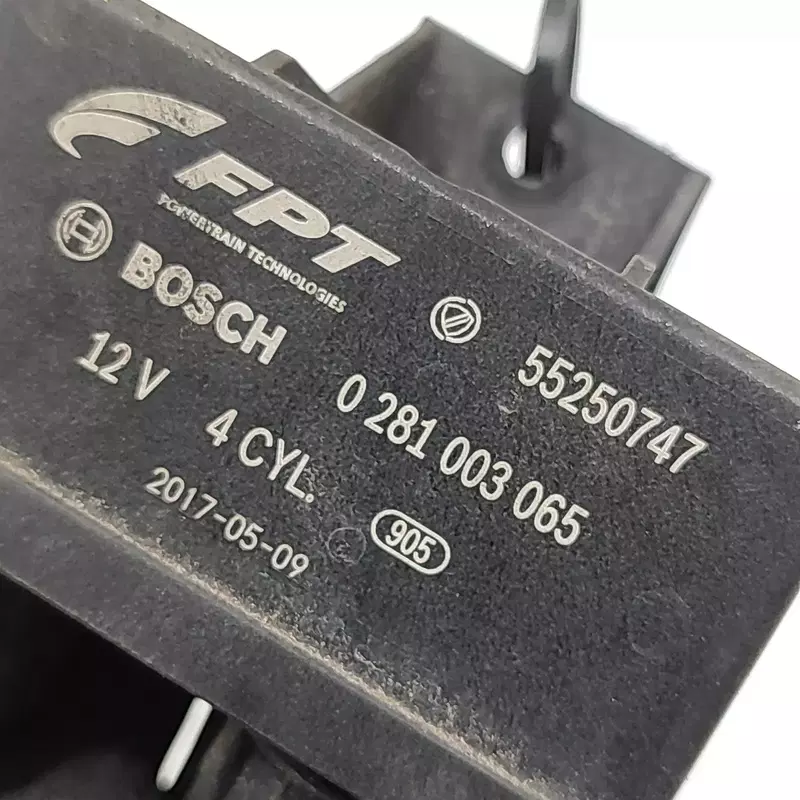 FPT
POWERTRAIN TECHNOLOGIES
BOSCH
55250747
12 V
0 281 003 065
4 CYL.
2017-05-09
905